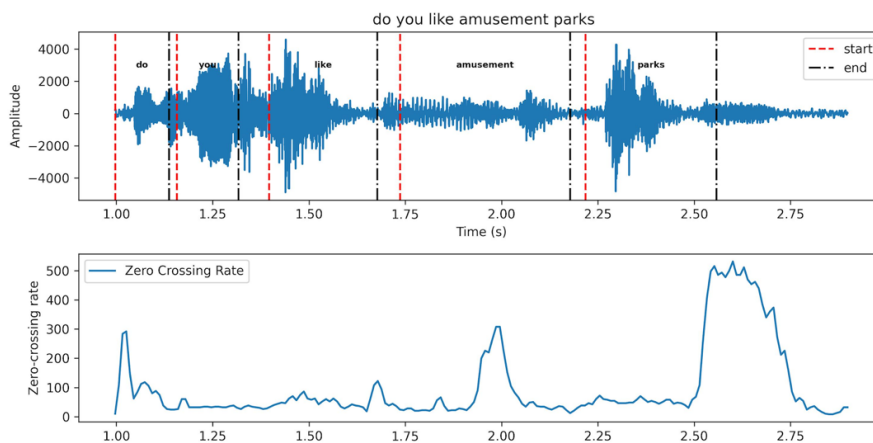 do you like amusement parks
4000
2000
0
−2000
−4000
Amplitude
do
you
like
amusement
parks
start
end
1.00
1.25
1.50
1.75
2.00
2.25
2.50
2.75
Time (s)
500
400
300
200
100
0
Zero-crossing rate
Zero Crossing Rate
1.00
1.25
1.50
1.75
2.00
2.25
2.50
2.75